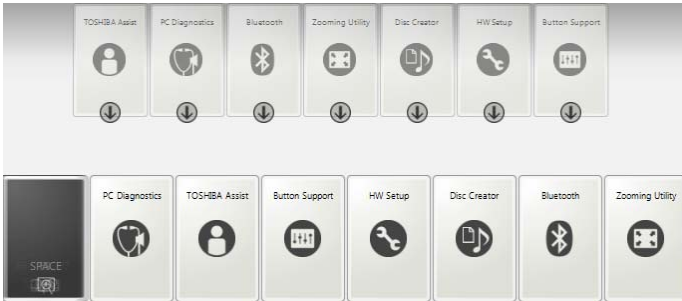 TOSHIBA Assist PC Diagnostics Bluetooth Zooming Utility Disc Creator HW Setup Button Support
PC Diagnostics TOSHIBA Assist Button Support HW Setup Disc Creator Bluetooth Zooming Utility
SPACE